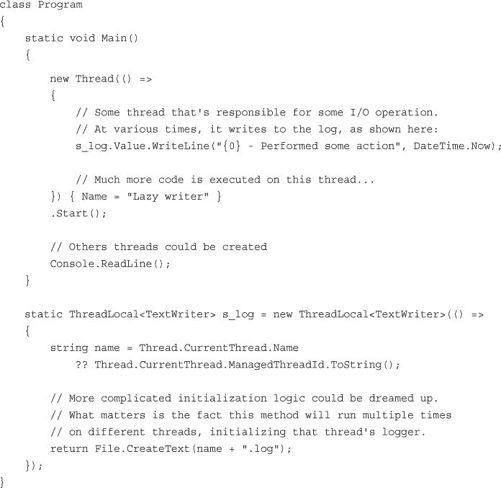 class Program
{
    static void Main()
    {
        new Thread(() =>
        {
            // Some thread that's responsible for some I/O operation.
            // At various times, it writes to the log, as shown here:
            s_log.Value.WriteLine("{0} - Performed some action", DateTime.Now);

            // Much more code is executed on this thread...
        }) { Name = "Lazy writer" }
        .Start();

        // Others threads could be created
        Console.ReadLine();
    }

    static ThreadLocal<TextWriter> s_log = new ThreadLocal<TextWriter>(() =>
    {
        string name = Thread.CurrentThread.Name
            ?? Thread.CurrentThread.ManagedThreadId.ToString();

        // More complicated initialization logic could be dreamed up.
        // What matters is the fact this method will run multiple times
        // on different threads, initializing that thread's logger.
        return File.CreateText(name + ".log");
    });
}